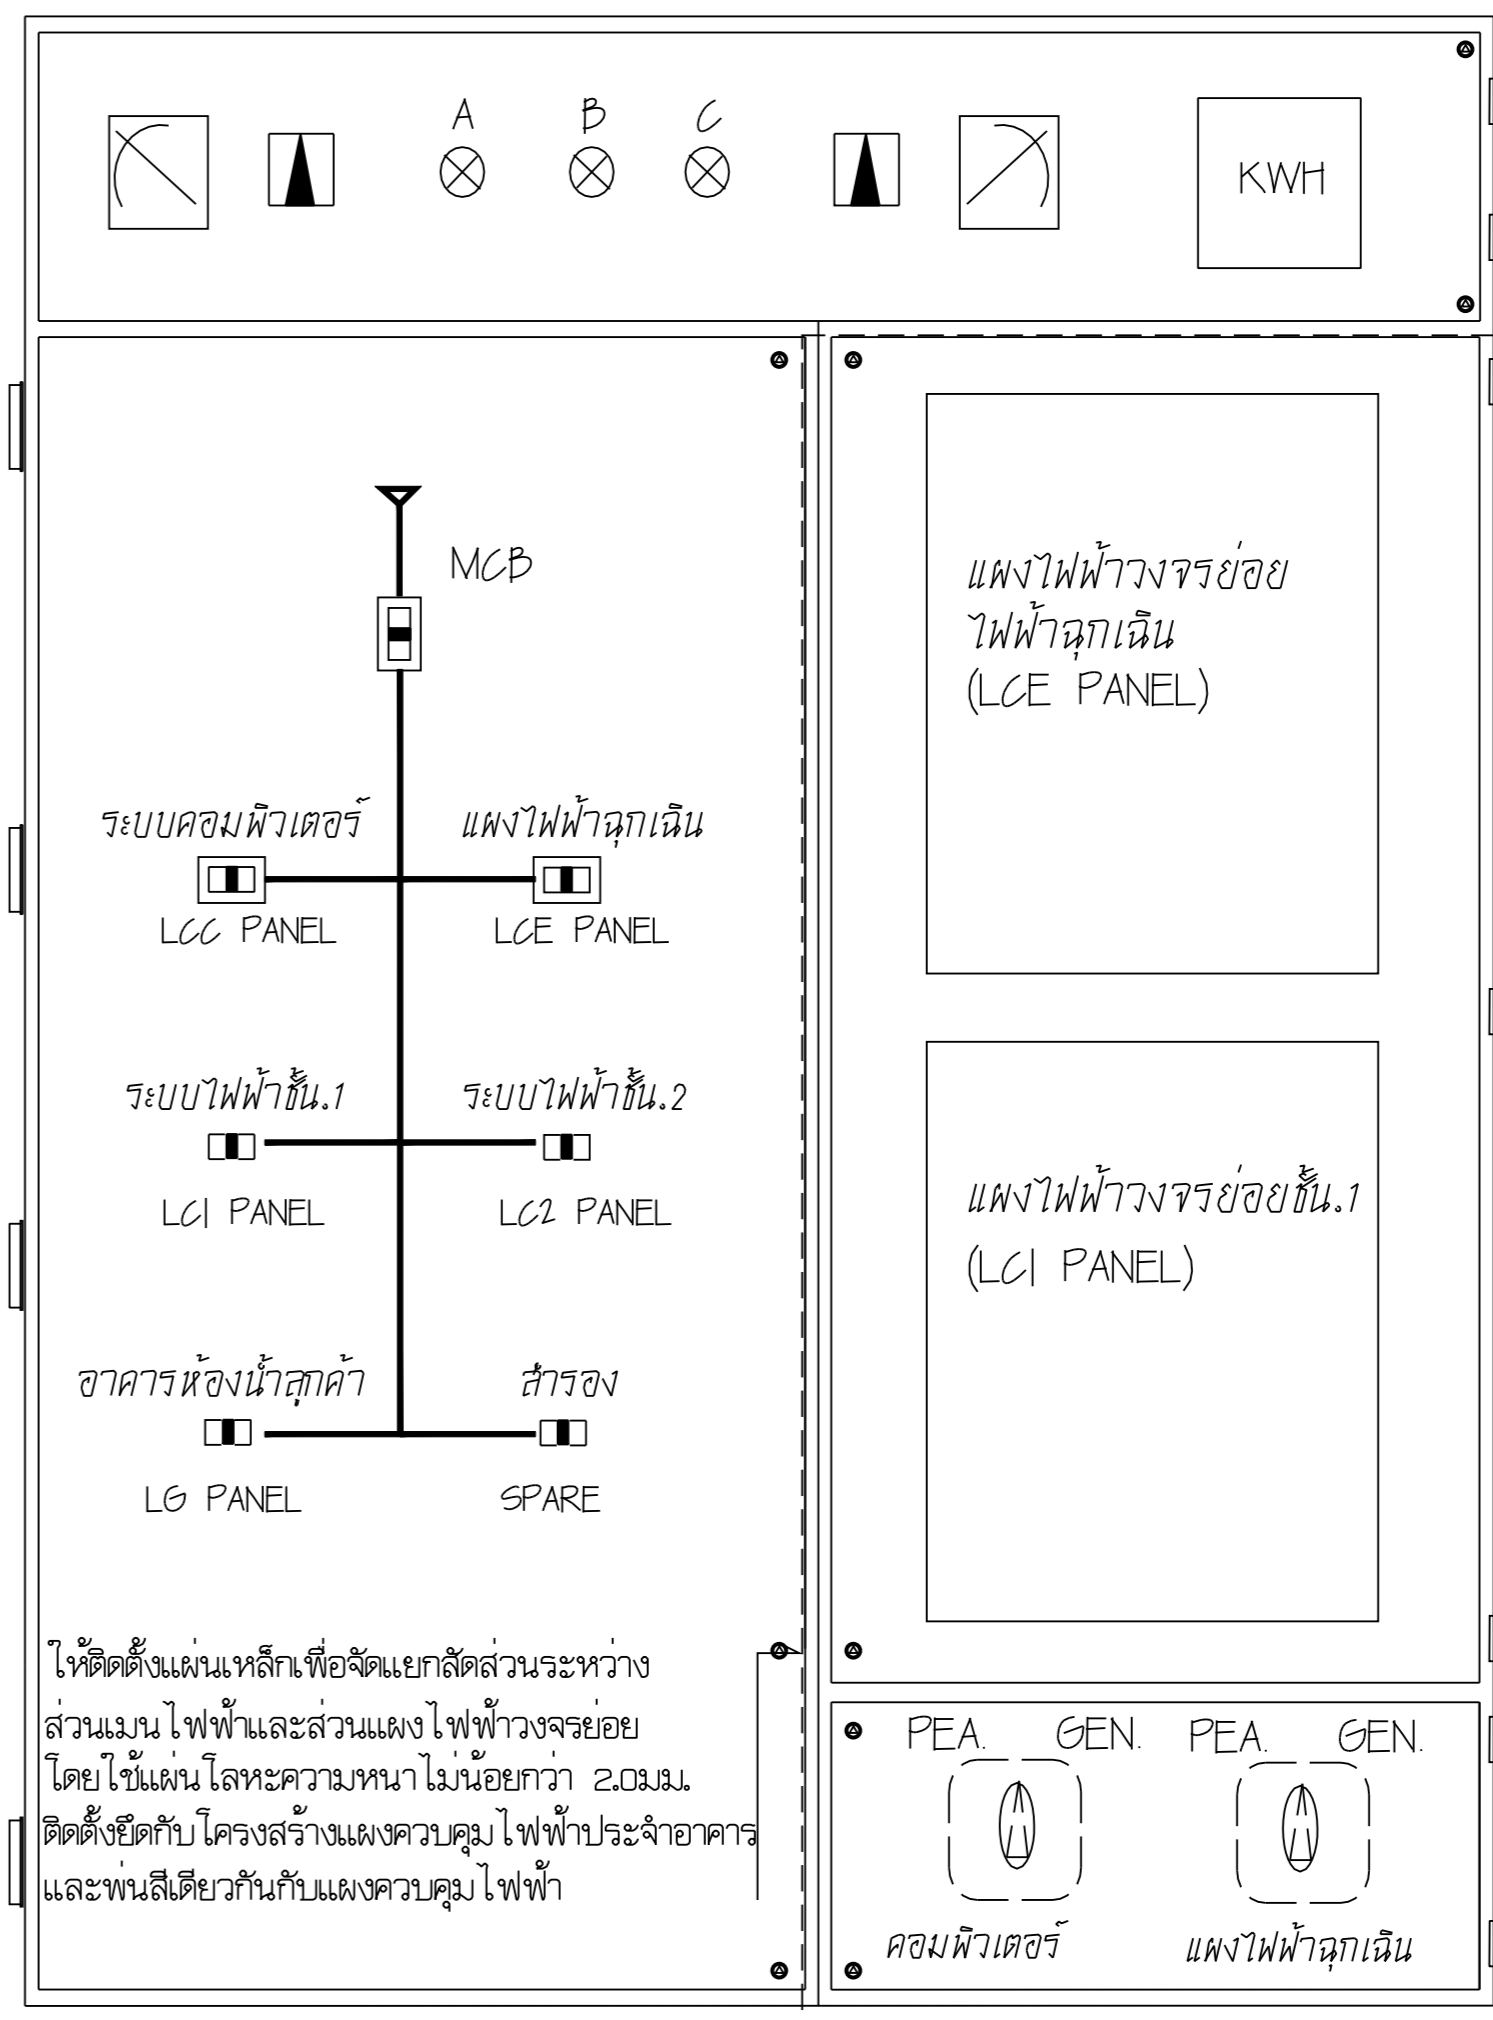 A B C
KWH
MCB
ระบบคอมพิวเตอร์ แผงไฟฟ้าฉุกเฉิน
LCC PANEL LCE PANEL
ระบบไฟฟ้าชั้น.1 ระบบไฟฟ้าชั้น.2
LC1 PANEL LC2 PANEL
อาคารห้องน้ำลูกค้า สำรอง
LG PANEL SPARE
ให้ติดตั้งแผ่นเหล็กเพื่อจัดแยกสัดส่วนระหว่าง
ส่วนเมนไฟฟ้าและส่วนแผงไฟฟ้าวงจรย่อย
โดยใช้แผ่นโลหะความหนาไม่น้อยกว่า 2.0มม.
ติดตั้งยึดกับโครงสร้างแผงควบคุมไฟฟ้าประจำอาคาร
และพ่นสีเดียวกันกับแผงควบคุมไฟฟ้า
แผงไฟฟ้าวงจรย่อย
ไฟฟ้าฉุกเฉิน
(LCE PANEL)
แผงไฟฟ้าวงจรย่อยชั้น.1
(LC1 PANEL)
PEA. GEN. PEA. GEN.
คอมพิวเตอร์ แผงไฟฟ้าฉุกเฉิน